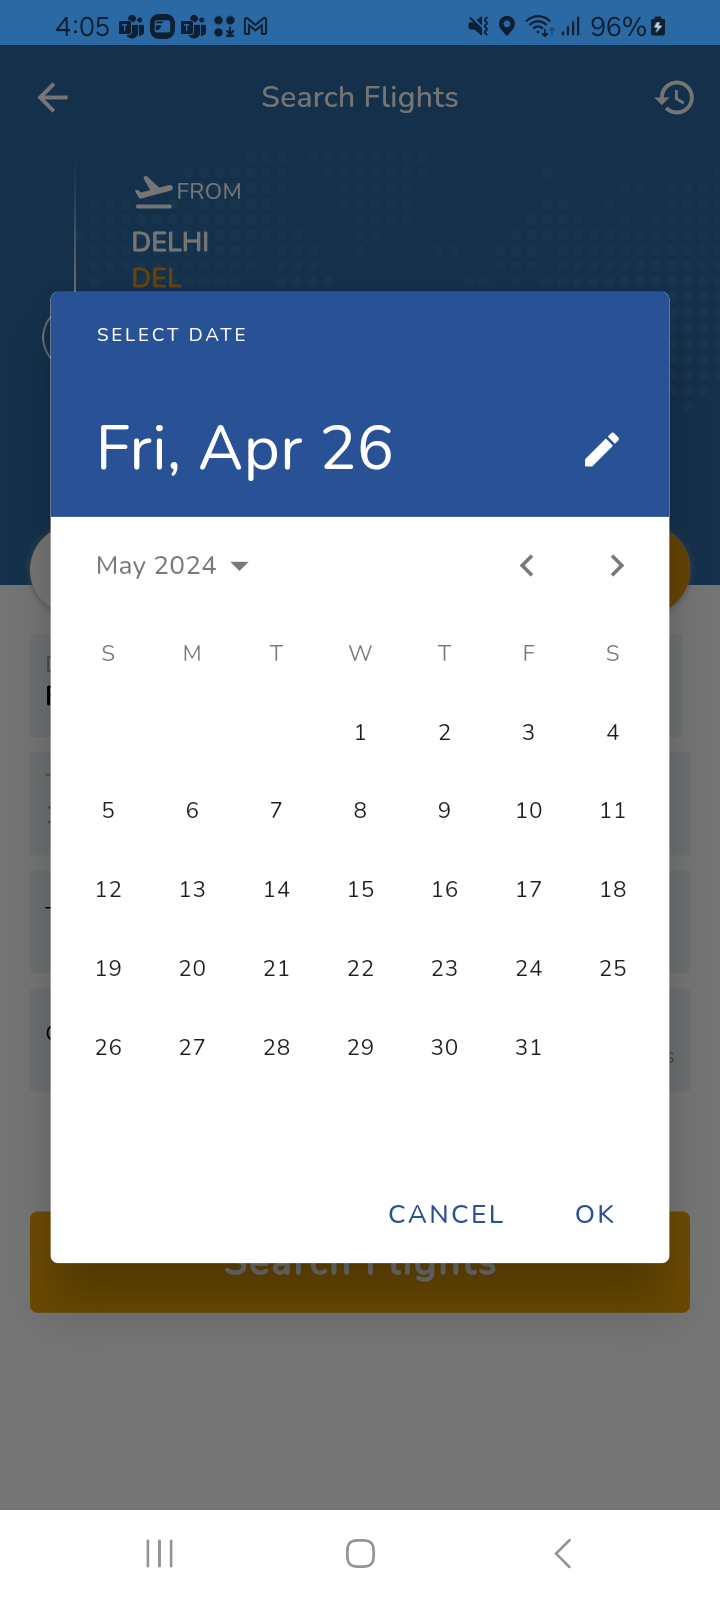 4:05 96%
Search Flights
FROM
DELHI
DEL
SELECT DATE
Fri, Apr 26
May 2024
S M T W T F S
1 2 3 4
5 6 7 8 9 10 11
12 13 14 15 16 17 18
19 20 21 22 23 24 25
26 27 28 29 30 31
CANCEL OK
Search Flights